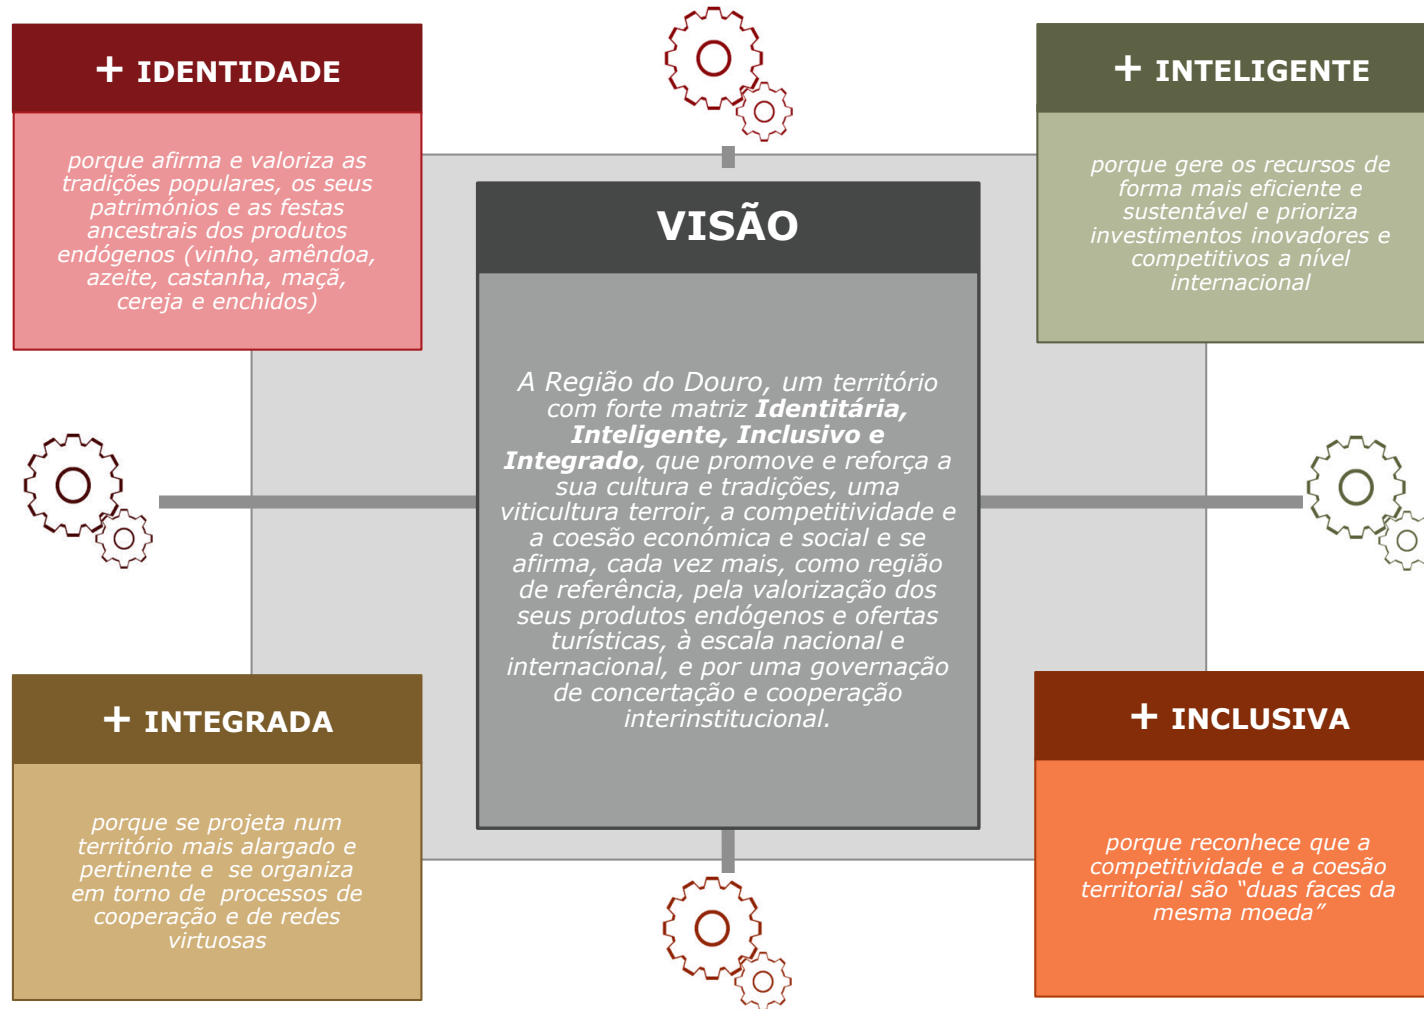 + IDENTIDADE
porque afirma e valoriza as
tradições populares, os seus
patrimónios e as festas
ancestrais dos produtos
endógenos (vinho, amêndoa,
azeite, castanha, maçã,
cereja e enchidos)
+ INTELIGENTE
porque gere os recursos de
forma mais eficiente e
sustentável e prioriza
investimentos inovadores e
competitivos a nível
internacional
VISÃO
A Região do Douro, um território
com forte matriz Identitária,
Inteligente, Inclusivo e
Integrado, que promove e reforça a
sua cultura e tradições, uma
viticultura terroir, a competitividade e
a coesão económica e social e se
afirma, cada vez mais, como região
de referência, pela valorização dos
seus produtos endógenos e ofertas
turísticas, à escala nacional e
internacional, e por uma governação
de concertação e cooperação
interinstitucional.
+ INTEGRADA
porque se projeta num
território mais alargado e
pertinente e  se organiza
em torno de  processos de
cooperação e de redes
virtuosas
+ INCLUSIVA
porque reconhece que a
competitividade e a coesão
territorial são “duas faces da
mesma moeda”